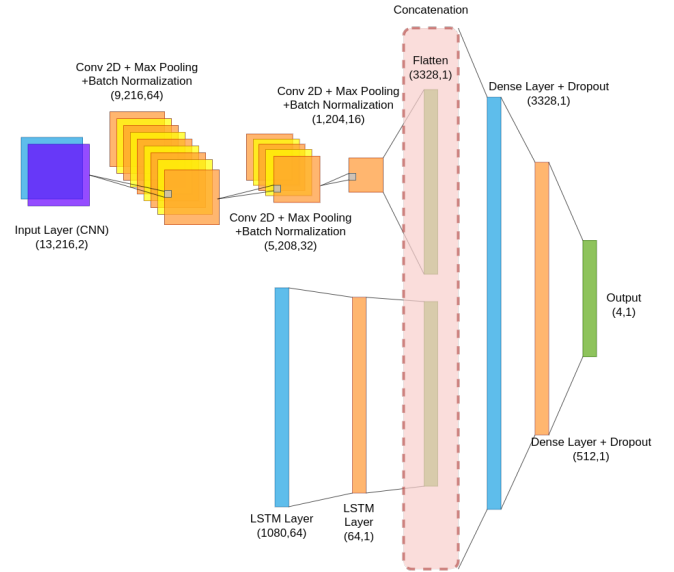 Concatenation
Conv 2D + Max Pooling
+Batch Normalization
(9,216,64)
Conv 2D + Max Pooling
+Batch Normalization
(1,204,16)
Flatten
(3328,1)
Dense Layer + Dropout
(3328,1)
Input Layer (CNN)
(13,216,2)
Conv 2D + Max Pooling
+Batch Normalization
(5,208,32)
Output
(4,1)
Dense Layer + Dropout
(512,1)
LSTM Layer
(1080,64)
LSTM
Layer
(64,1)